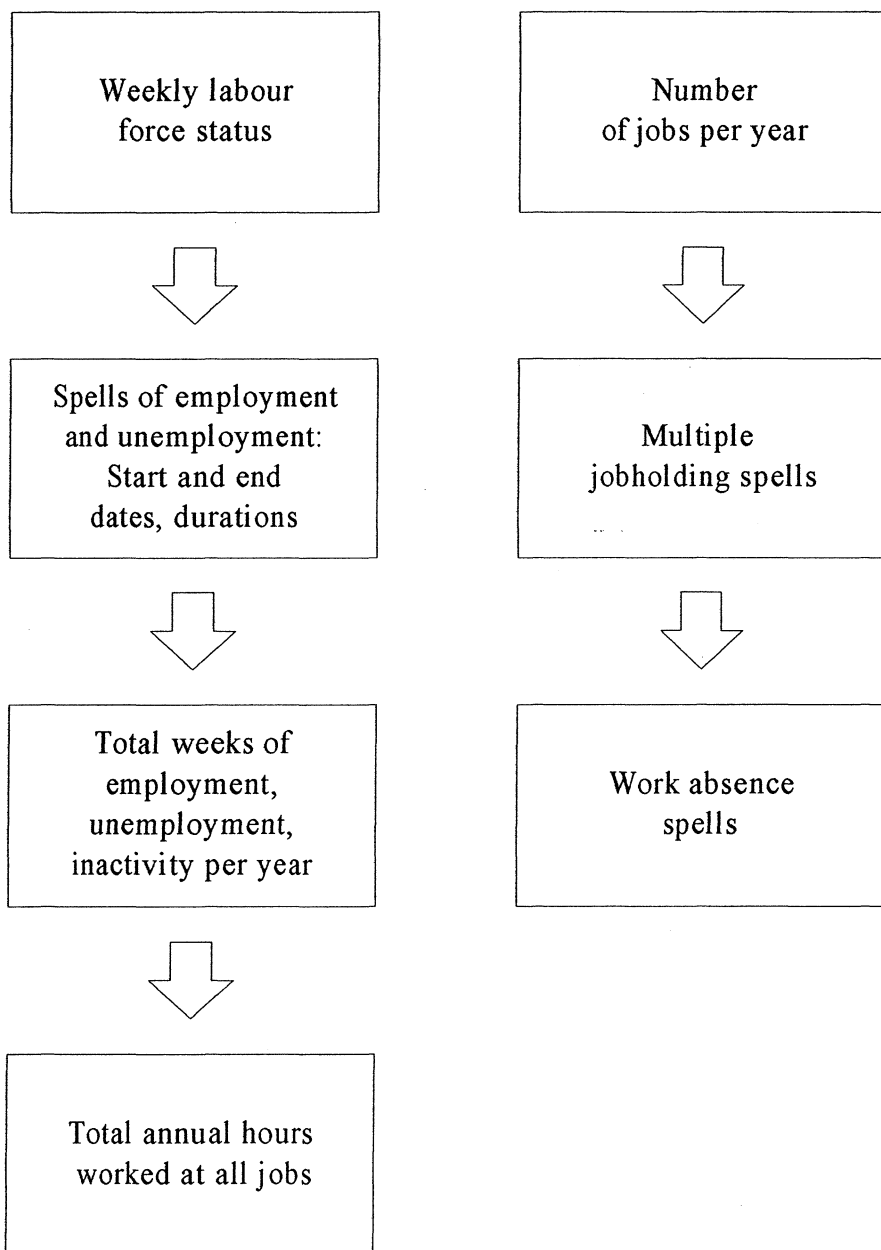 Weekly labour
force status
Spells of employment
and unemployment:
Start and end
dates, durations
Total weeks of
employment,
unemployment,
inactivity per year
Total annual hours
worked at all jobs
Number
of jobs per year
Multiple
jobholding spells
Work absence
spells